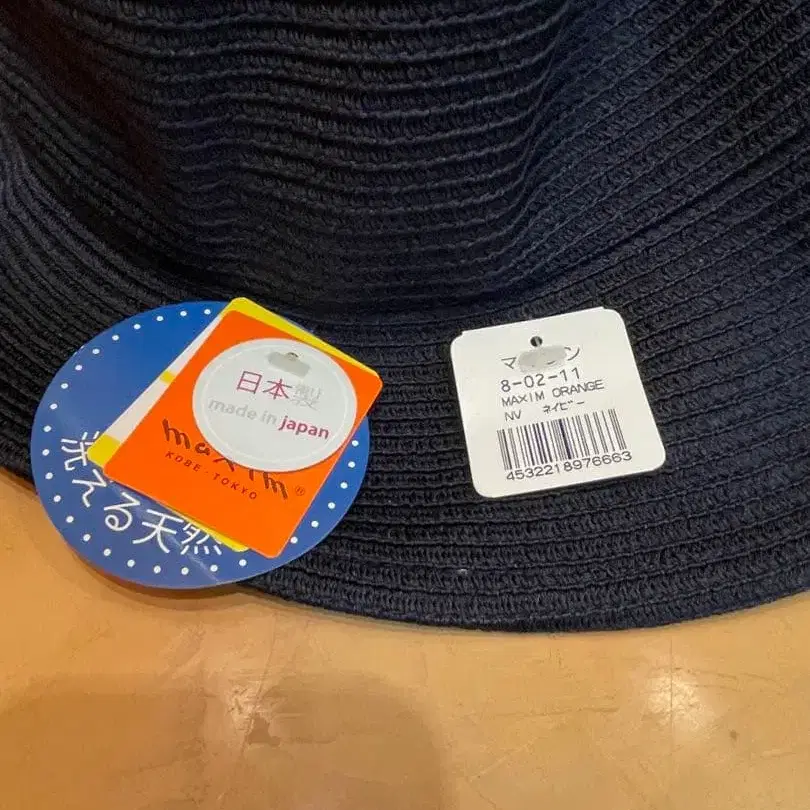 日本製
made in japan
maxim®
KOBE-TOKYO
洗える天然
8-02-11
MAXIM ORANGE
NV ネイビー
4532218976663